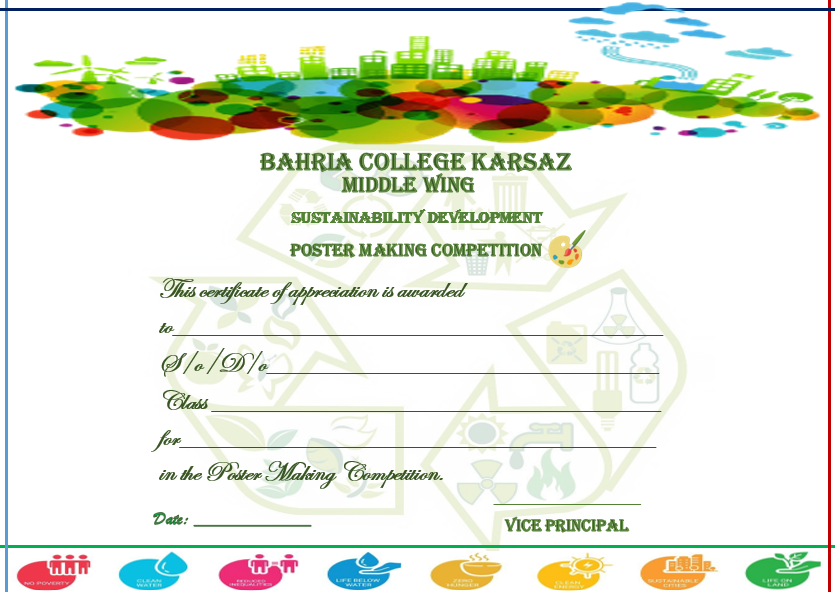 BAHRIA COLLEGE KARSAZ
MIDDLE WING
SUSTAINABILITY DEVELOPMENT
POSTER MAKING COMPETITION
This certificate of appreciation is awarded
to
S/o/D/o
Class
for
in the Poster Making Competition.
Date:
VICE PRINCIPAL
NO POVERTY
CLEAN WATER
REDUCED INEQUALITIES
LIFE BELOW WATER
ZERO HUNGER
CLEAN ENERGY
SUSTAINABLE CITIES
LIFE ON LAND